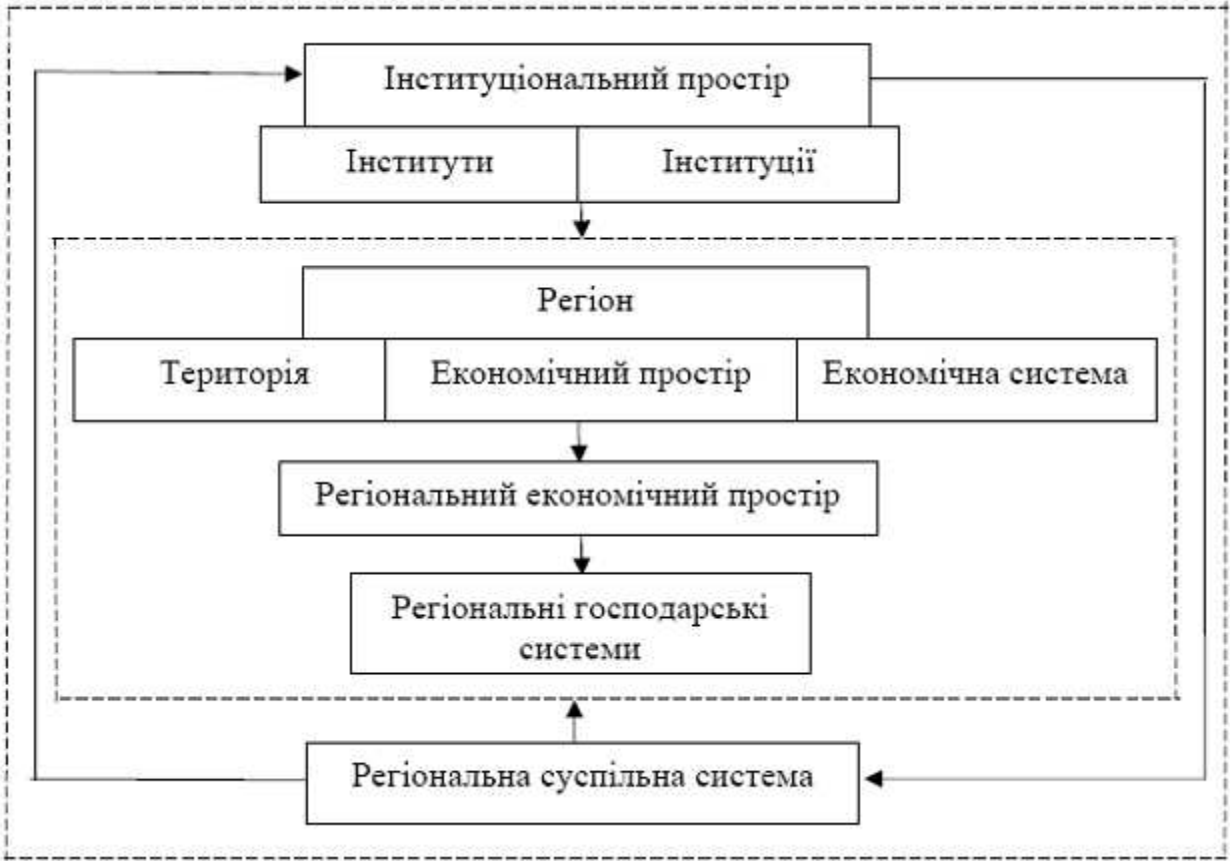 Інституціональний простір
Інститути
Інституції
Регіон
Територія
Економічний простір
Економічна система
Регіональний економічний простір
Регіональні господарські
системи
Регіональна суспільна система